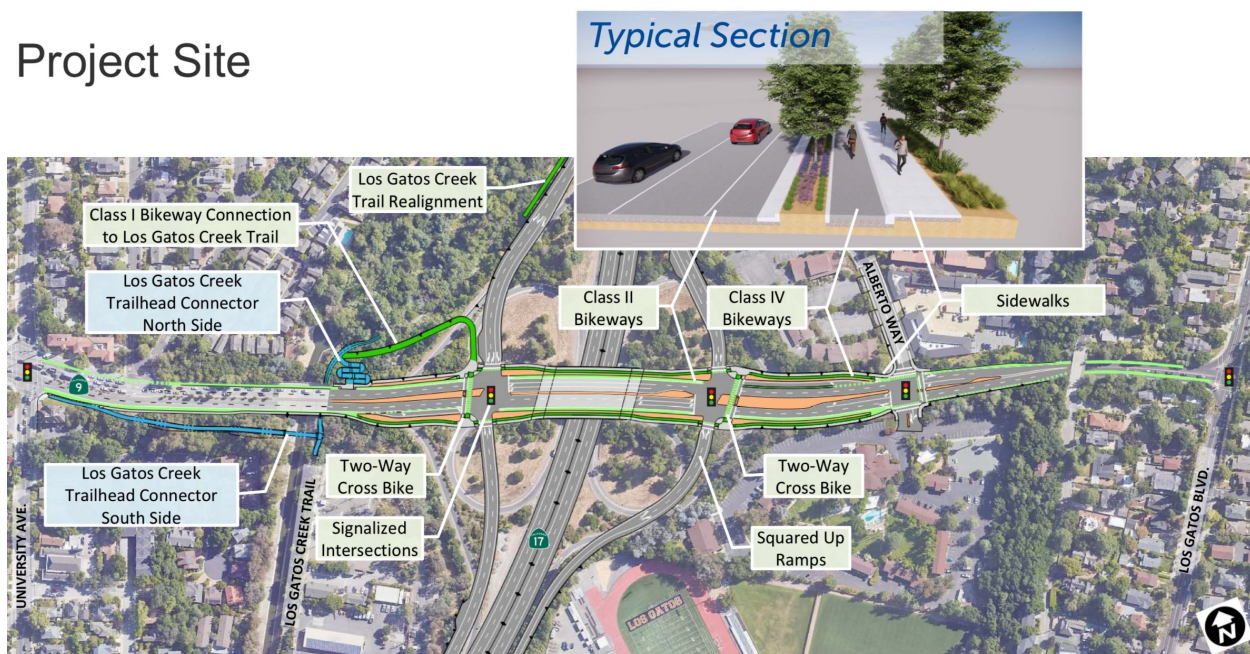 Project Site
Typical Section
Los Gatos Creek
Trail Realignment
Class I Bikeway Connection
to Los Gatos Creek Trail
Los Gatos Creek
Trailhead Connector
North Side
Class II
Bikeways
Class IV
Bikeways
ALBERTO WAY
Sidewalks
9
Los Gatos Creek
Trailhead Connector
South Side
Two-Way
Cross Bike
Signalized
Intersections
Two-Way
Cross Bike
Squared Up
Ramps
17
UNIVERSITY AVE.
LOS GATOS CREEK TRAIL
LOS GATOS BLVD.
LOS GATOS
N